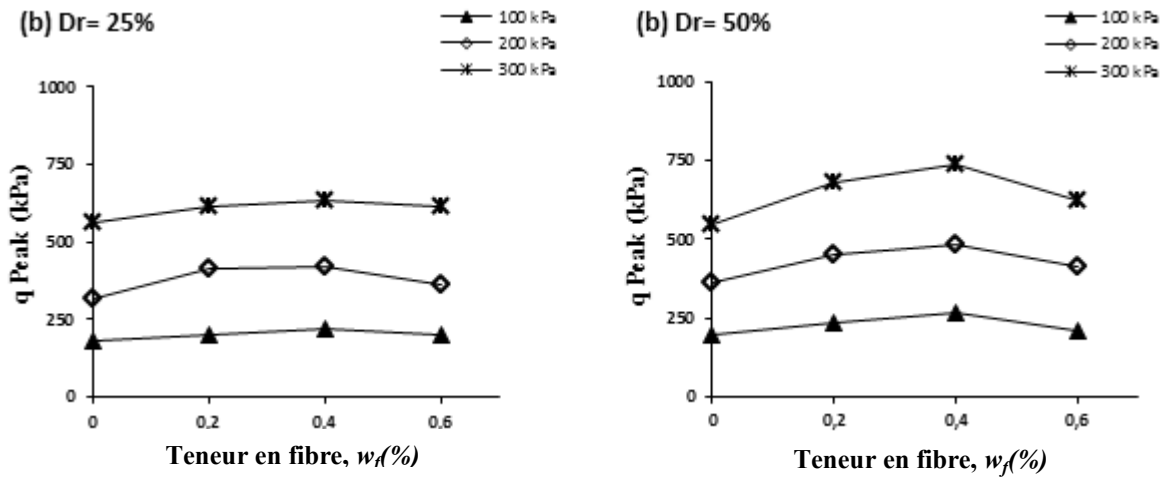 (b) Dr= 25%
100 kPa
200 kPa
300 kPa
1000
750
500
250
0
q Peak (kPa)
0 0,2 0,4 0,6
Teneur en fibre, wf(%)
(b) Dr= 50%
100 kPa
200 kPa
300 kPa
1000
750
500
250
0
q Peak (kPa)
0 0,2 0,4 0,6
Teneur en fibre, wf(%)